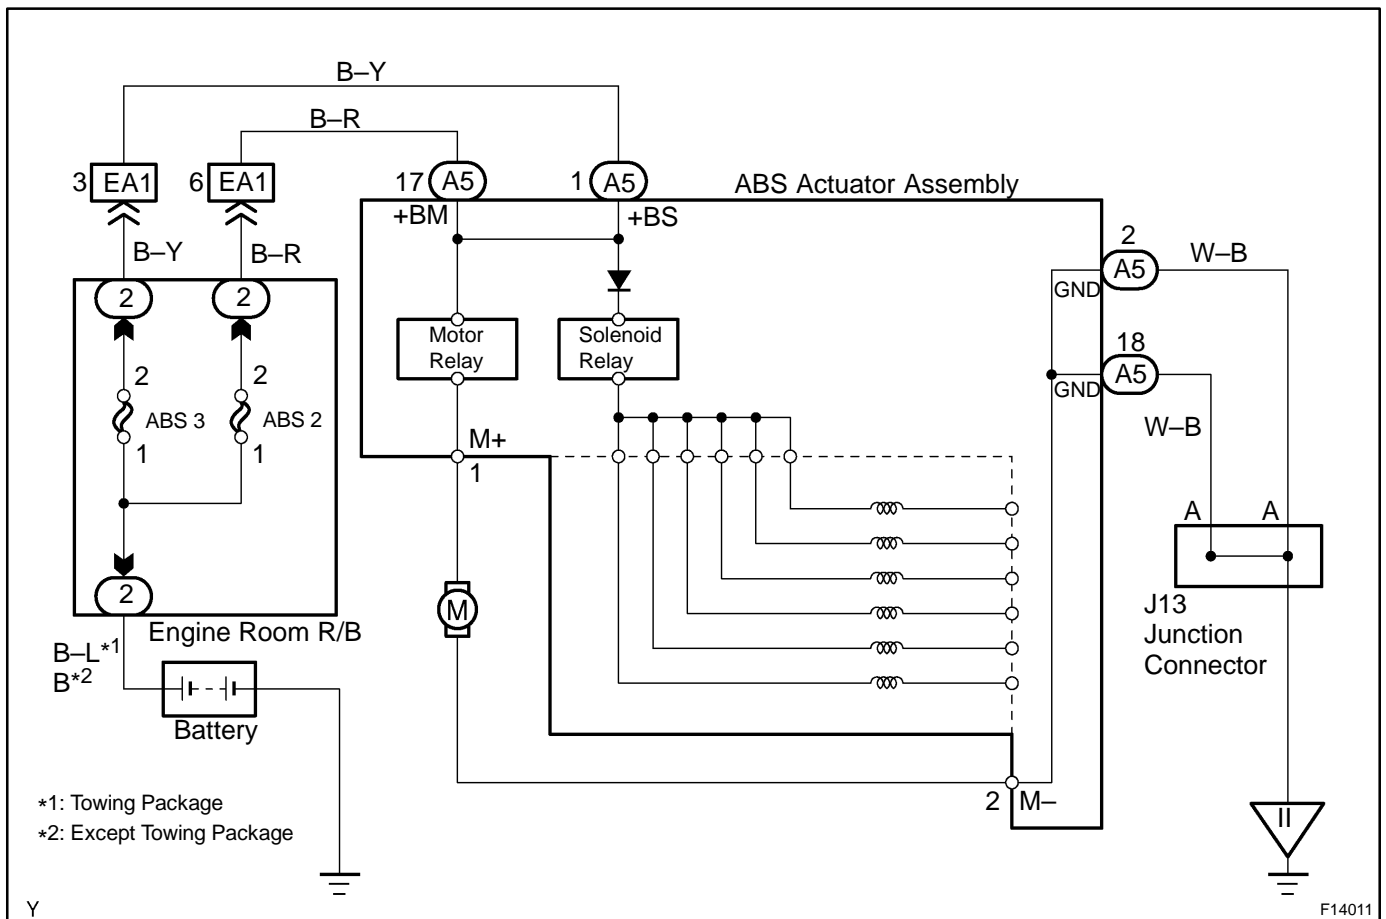 B–Y
B–R
3 EA1
6 EA1
17 A5
1 A5
ABS Actuator Assembly
+BM
+BS
B–Y
B–R
2
2
2
A5
W–B
GND
Motor
Relay
Solenoid
Relay
18
A5
GND
W–B
2
2
ABS 3
ABS 2
1
1
M+
1
A
A
2
M
J13
Junction
Connector
Engine Room R/B
B–L*1
B*2
Battery
2 M–
II
*1: Towing Package
*2: Except Towing Package
Y
F14011